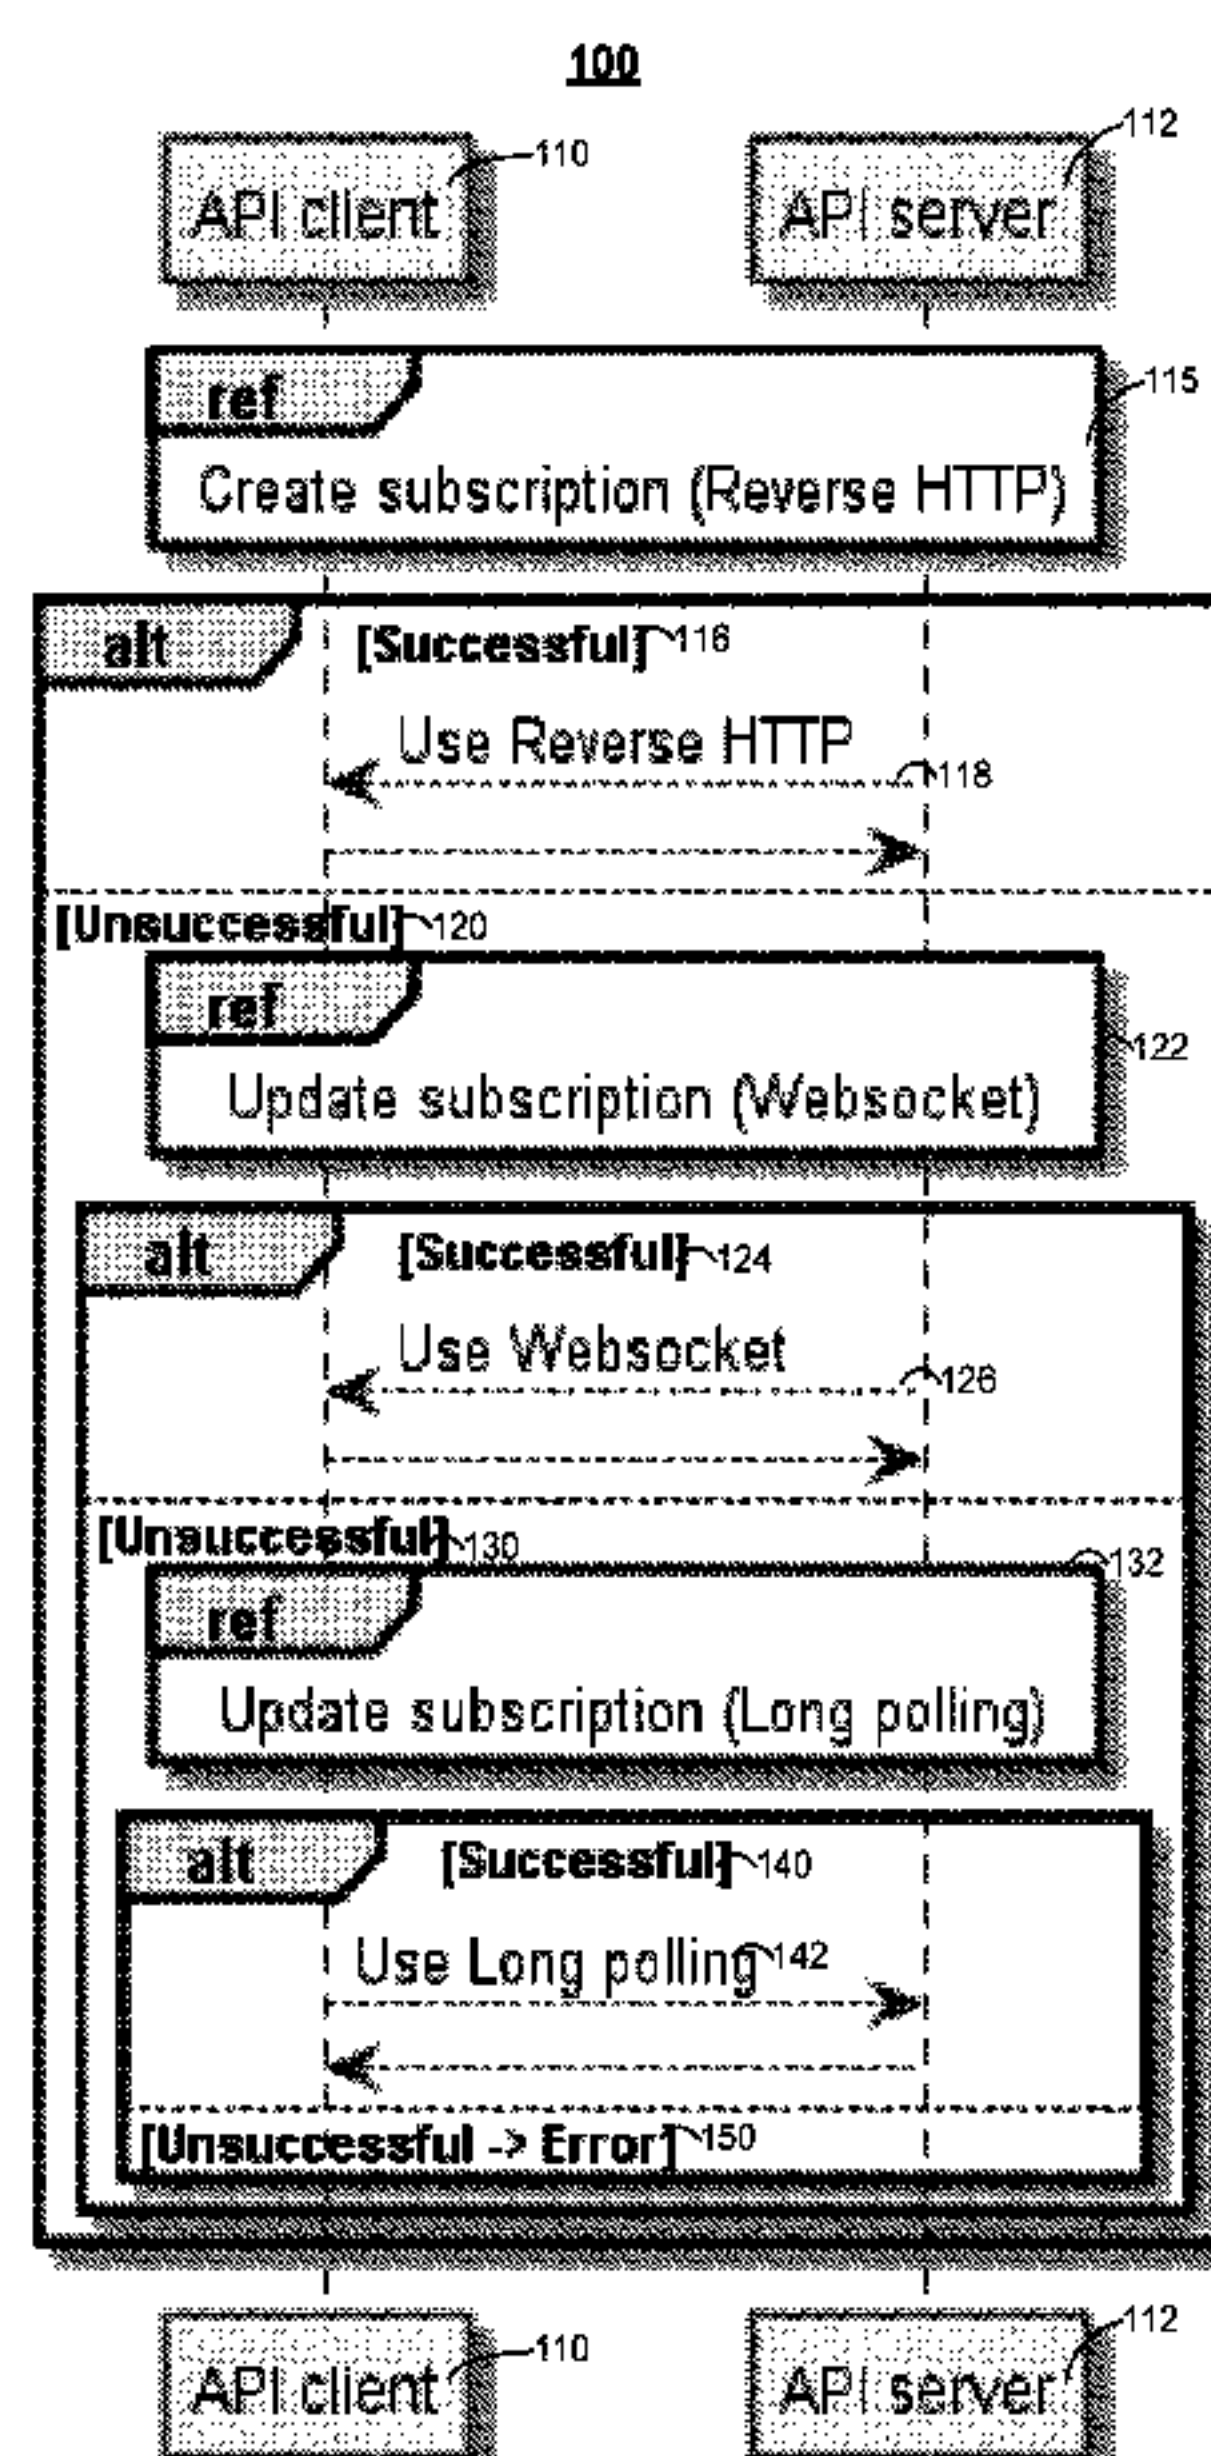 100
API client 110
API server 112
ref 115
Create subscription (Reverse HTTP)
alt [Successful] 116
Use Reverse HTTP
118
[Unsuccessful] 120
ref
122
Update subscription (Websocket)
alt [Successful] 124
Use Websocket
126
[Unsuccessful] 130
132
ref
Update subscription (Long polling)
alt [Successful] 140
Use Long polling 142
[Unsuccessful -> Error] 150
API client 110
API server 112